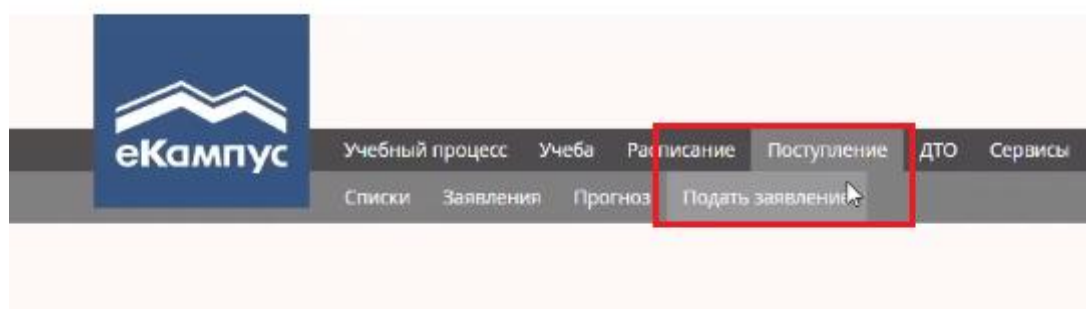 еКампус
Учебный процесс Учеба Расписание Поступление ДТО Сервисы
Списки Заявления Прогноз Подать заявление